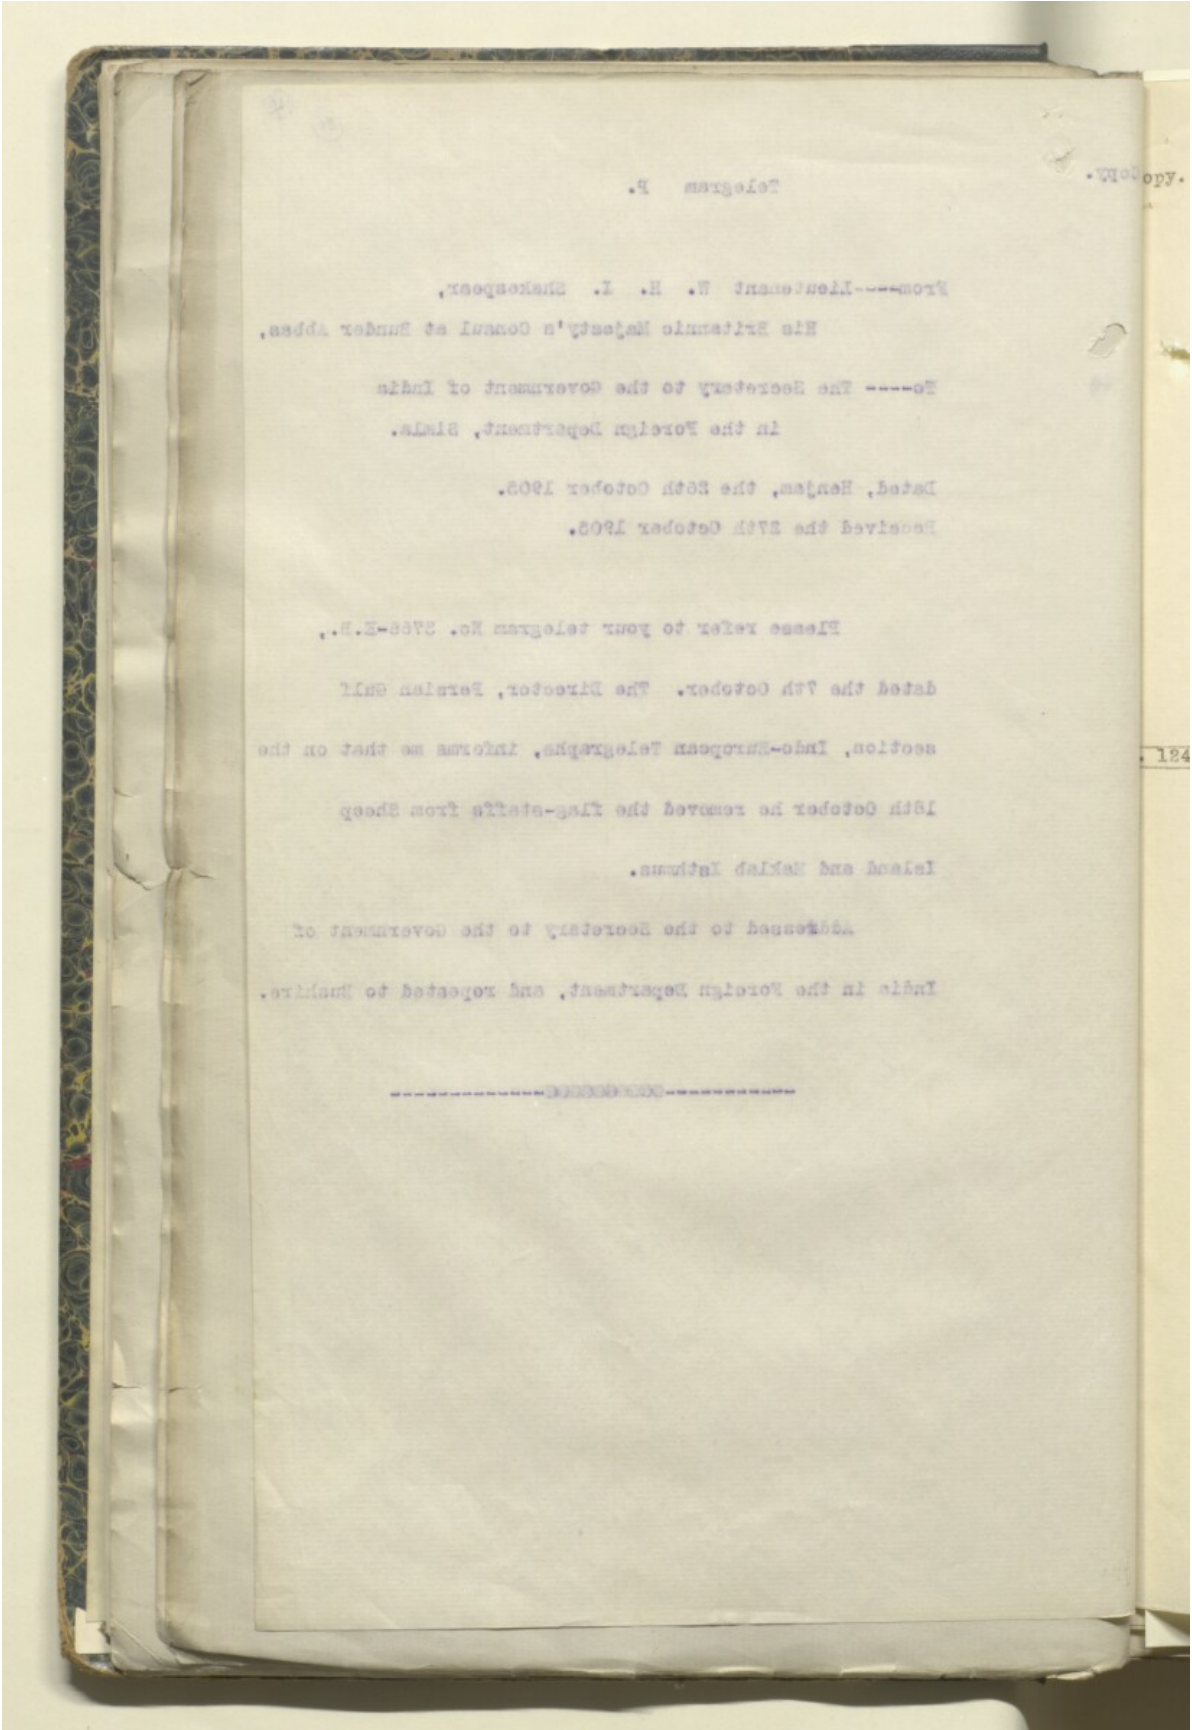 Copy.
Telegram P.
From----Lieutenant W. H. I. Shakespear,
His Britannic Majesty's Consul at Bunder Abbas,
To---- The Secretary to the Government of India
in the Foreign Department, Simla.
Dated, Henjam, the 26th October 1905.
Received the 27th October 1905.
Please refer to your telegram No. 3766-E.B.,
dated the 7th October. The Director, Persian Gulf
section, Indo-European Telegraphs, informs me that on the
18th October he removed the flag-staffs from Sheep
Island and Maklab Isthmus.
Addressed to the Secretary to the Government of
India in the Foreign Department, and repeated to Bushire.
opy.
. 124